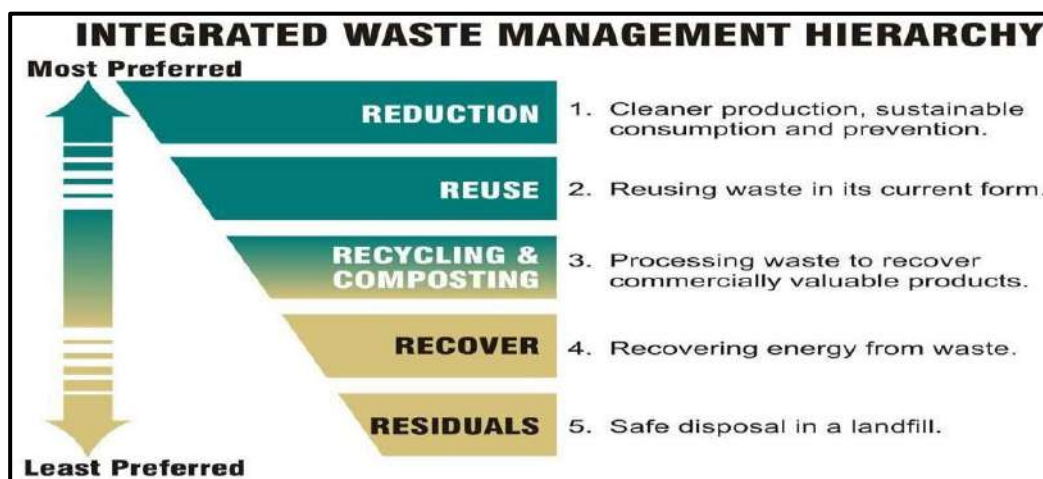 INTEGRATED WASTE MANAGEMENT HIERARCHY
Most Preferred
REDUCTION
1. Cleaner production, sustainable
consumption and prevention.
REUSE
2. Reusing waste in its current form.
RECYCLING &
COMPOSTING
3. Processing waste to recover
commercially valuable products.
RECOVER
4. Recovering energy from waste.
RESIDUALS
5. Safe disposal in a landfill.
Least Preferred